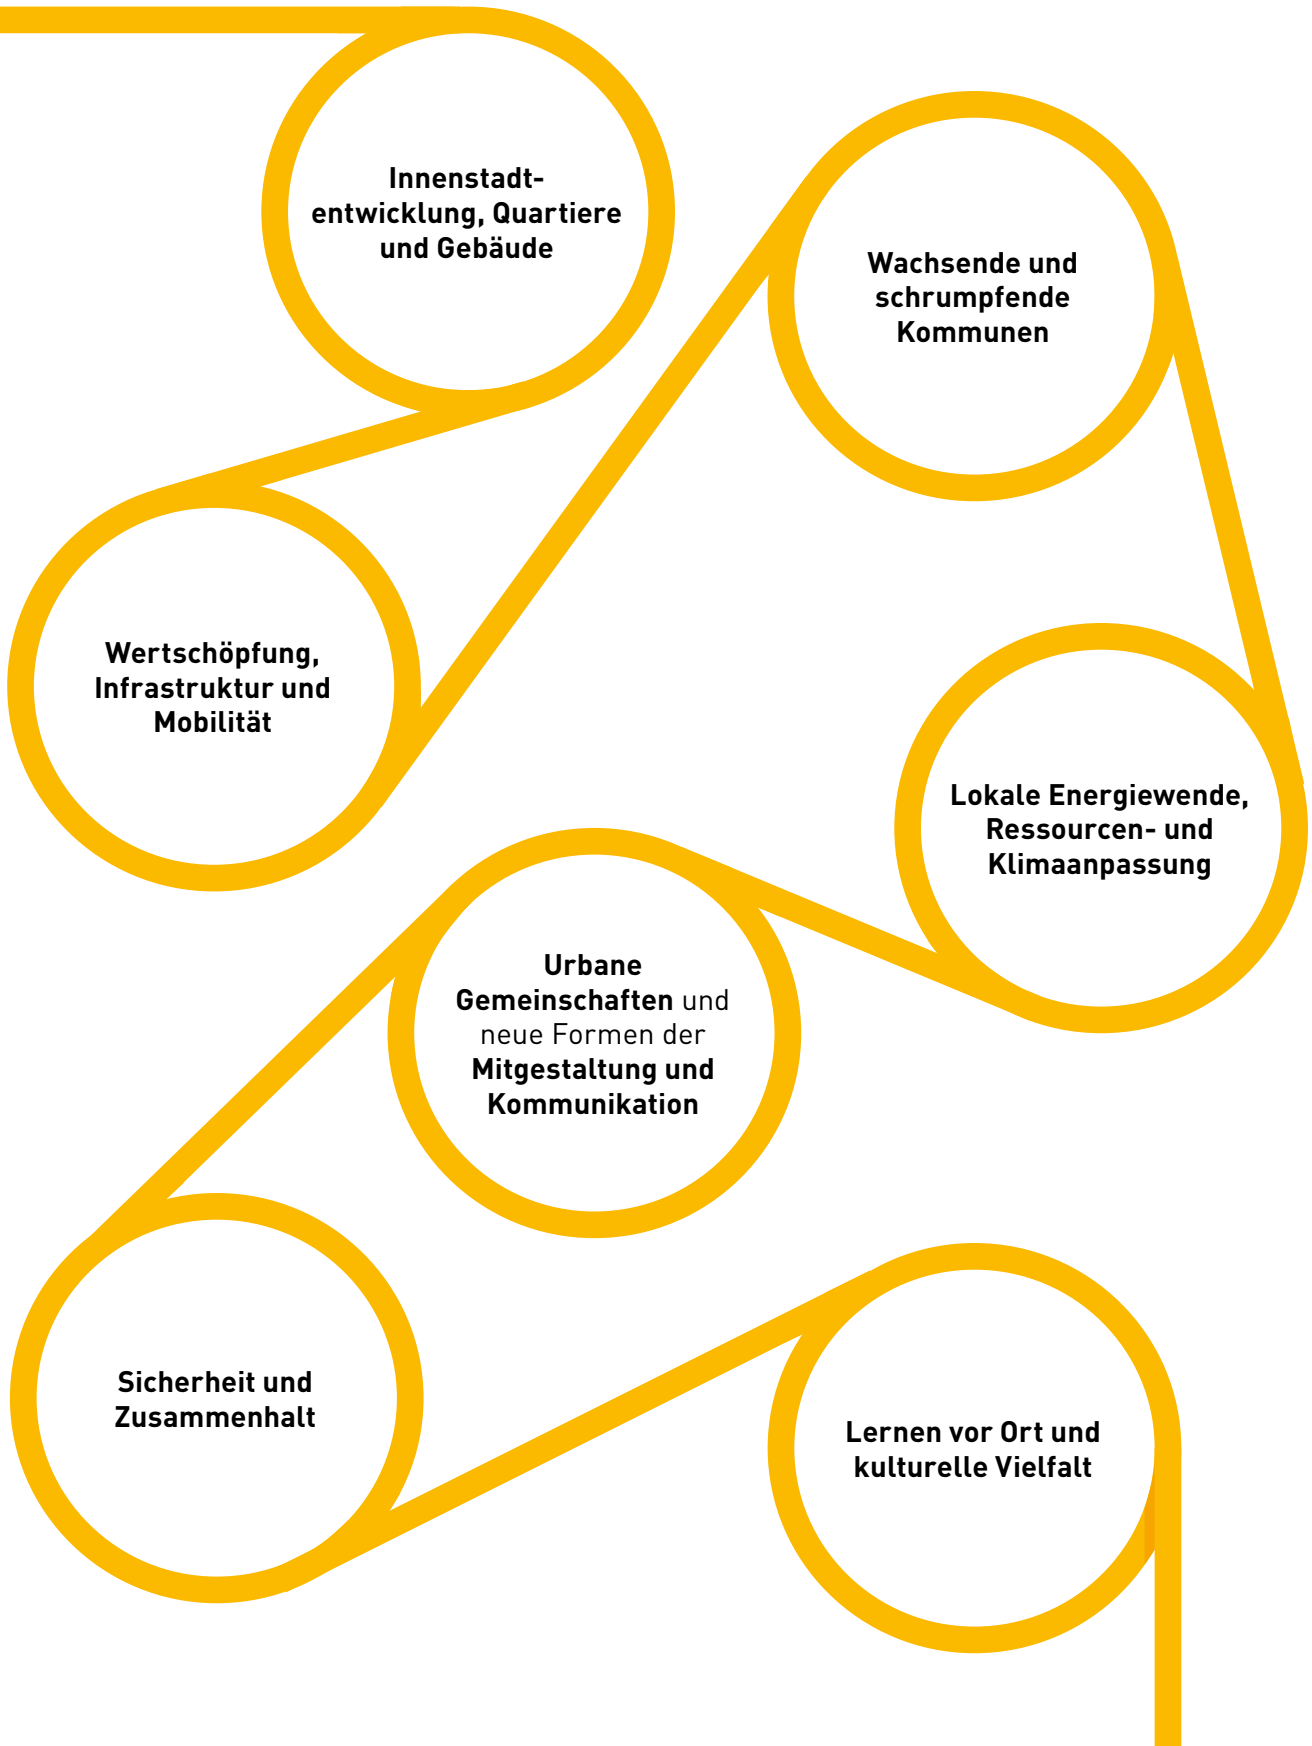 Innenstadt-
entwicklung, Quartiere
und Gebäude
Wachsende und
schrumpfende
Kommunen
Wertschöpfung,
Infrastruktur und
Mobilität
Lokale Energiewende,
Ressourcen- und
Klimaanpassung
Urbane
Gemeinschaften und
neue Formen der
Mitgestaltung und
Kommunikation
Sicherheit und
Zusammenhalt
Lernen vor Ort und
kulturelle Vielfalt